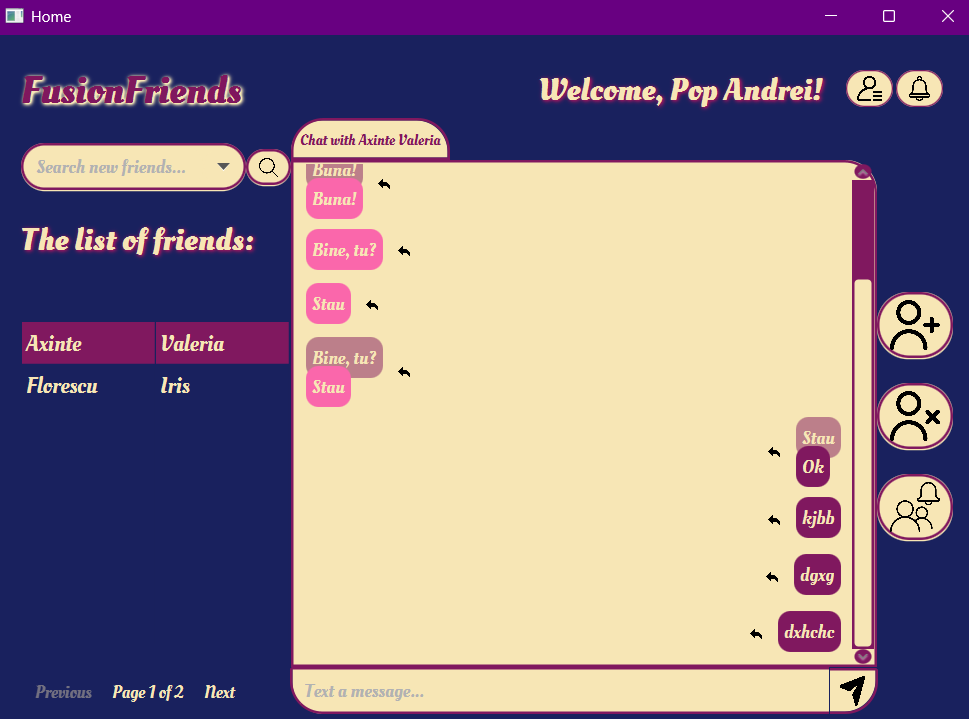 Home
FusionFriends
Welcome, Pop Andrei!
Search new friends...
Chat with Axinte Valeria
The list of friends:
Axinte Valeria
Florescu Iris
Buna!
Buna!
Bine, tu?
Stau
Bine, tu?
Stau
Stau
Ok
kjbb
dgxg
dxhchc
Previous Page 1 of 2 Next
Text a message...